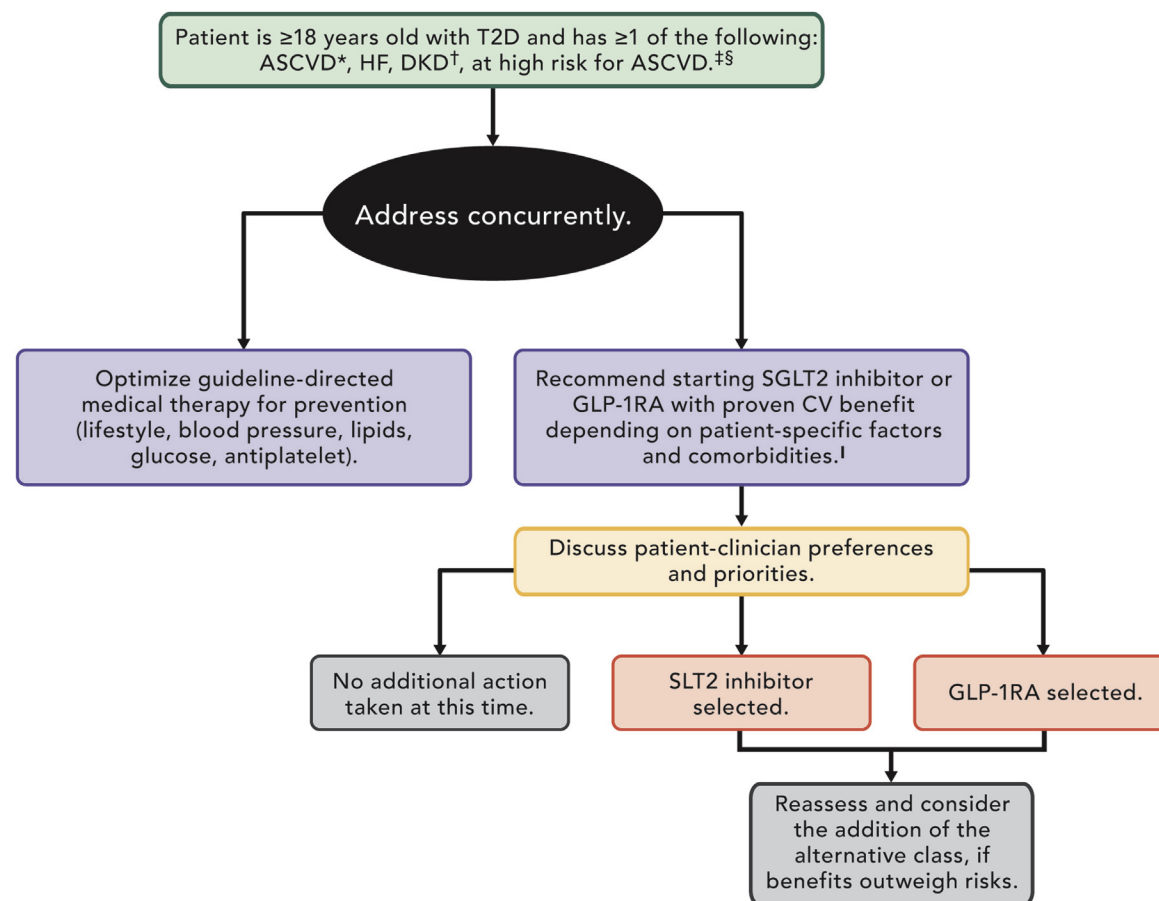 Patient is ≥18 years old with T2D and has ≥1 of the following:
ASCVD*, HF, DKD†, at high risk for ASCVD.‡§
Address concurrently.
Optimize guideline-directed
medical therapy for prevention
(lifestyle, blood pressure, lipids,
glucose, antiplatelet).
Recommend starting SGLT2 inhibitor or
GLP-1RA with proven CV benefit
depending on patient-specific factors
and comorbidities.I
Discuss patient-clinician preferences
and priorities.
No additional action
taken at this time.
SLT2 inhibitor
selected.
GLP-1RA selected.
Reassess and consider
the addition of the
alternative class, if
benefits outweigh risks.